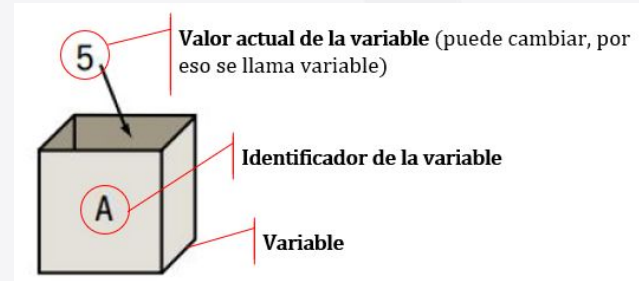 5
Valor actual de la variable (puede cambiar, por
eso se llama variable)
Identificador de la variable
A
Variable